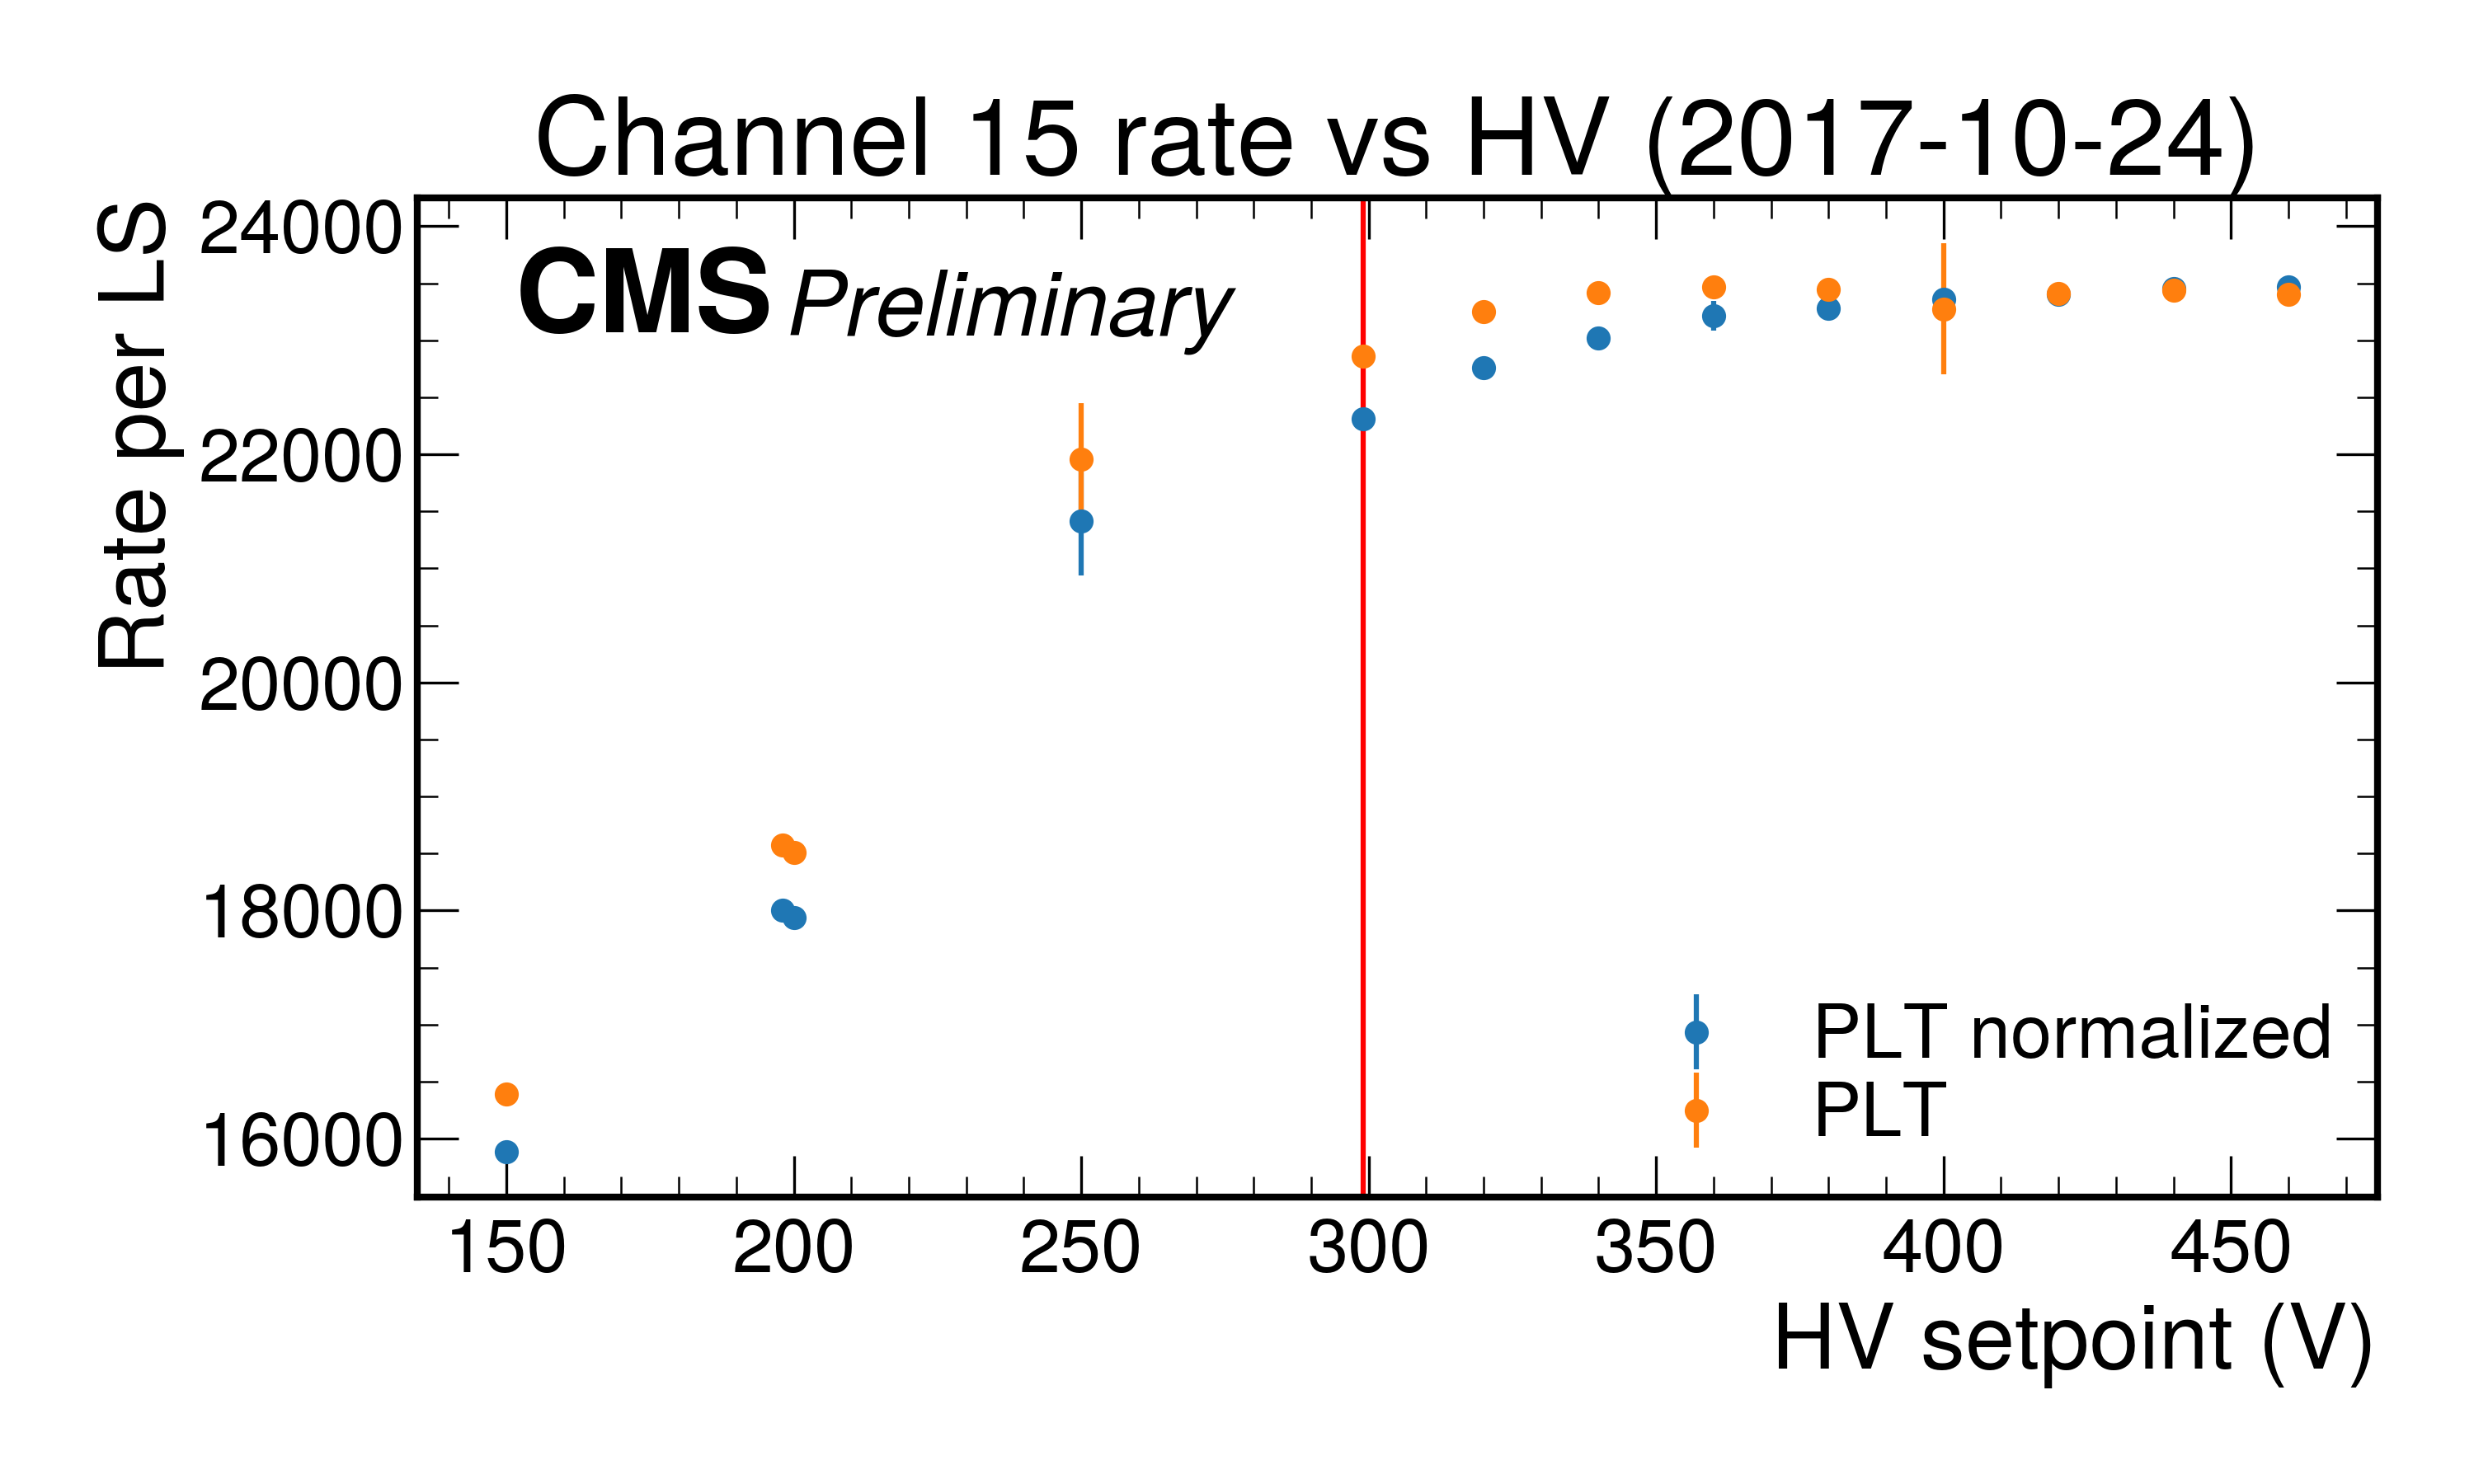 Channel 15 rate vs HV (2017-10-24)
CMS Preliminary
Rate per LS
24000
22000
20000
18000
16000
PLT normalized
PLT
150 200 250 300 350 400 450
HV setpoint (V)